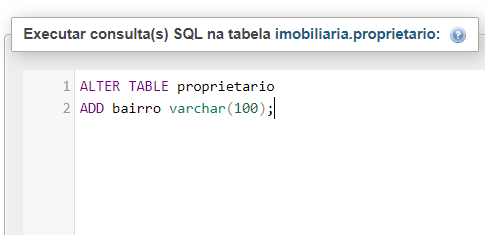 Executar consulta(s) SQL na tabela imobiliaria.proprietario:
1 ALTER TABLE proprietario
2 ADD bairro varchar(100);